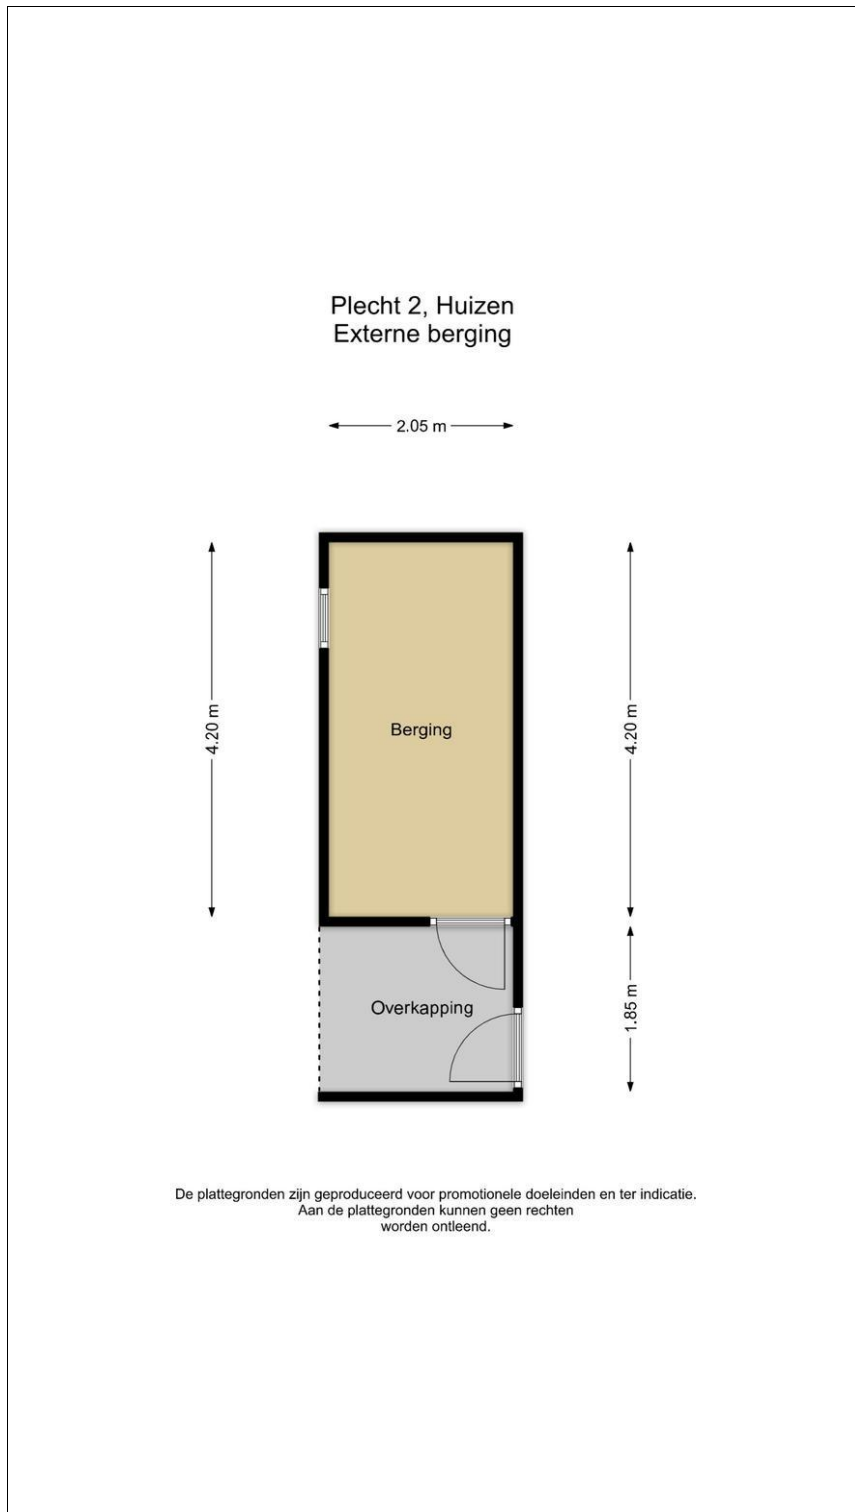 Plecht 2, Huizen
Externe berging
2.05 m
4.20 m
4.20 m
Berging
Overkapping
1.85 m
De plattegronden zijn geproduceerd voor promotionele doeleinden en ter indicatie.
Aan de plattegronden kunnen geen rechten
worden ontleend.